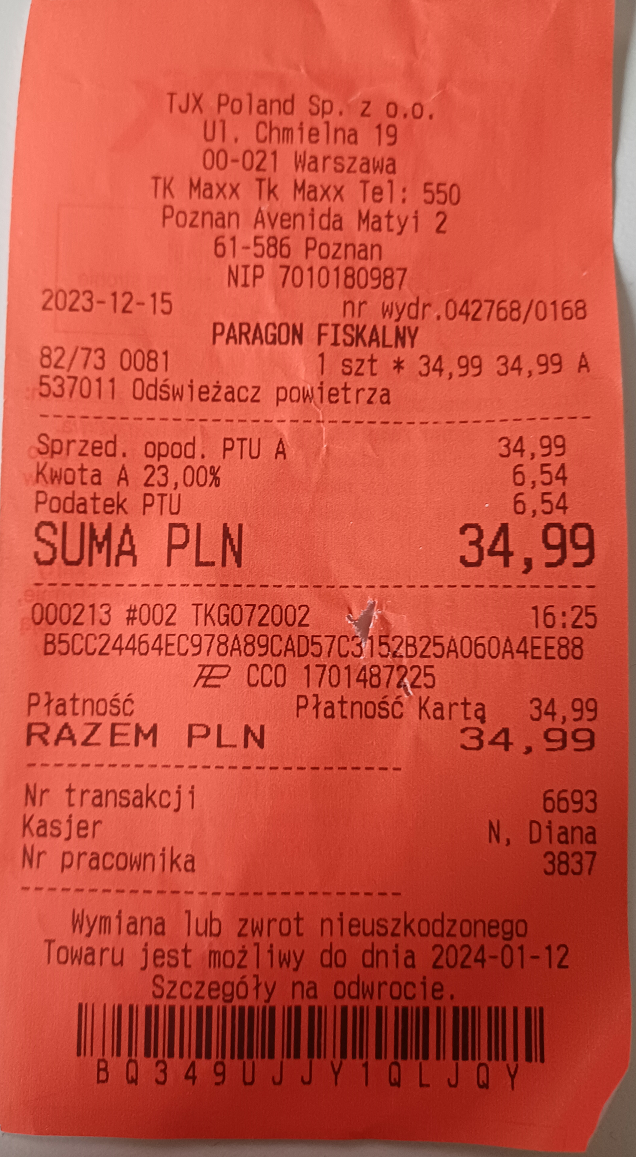 TJX Poland Sp. z o.o.
Ul. Chmielna 19
00-021 Warszawa
TK Maxx Tk Maxx Tel: 550
Poznan Avenida Matyi 2
61-586 Poznan
NIP 7010180987
2023-12-15 nr wydr.042768/0168
PARAGON FISKALNY
82/73 0081 1 szt * 34,99 34,99 A
537011 Odświeżacz powietrza
Sprzed. opod. PTU A 34,99
Kwota A 23,00% 6,54
Podatek PTU 6,54
SUMA PLN 34,99
000213 #002 TKG072002 16:25
B5CC24464EC978A89CAD57C3152B25A060A4EE88
CCO 1701487225
Płatność Płatność Kartą 34,99
RAZEM PLN 34,99
Nr transakcji 6693
Kasjer N, Diana
Nr pracownika 3837
Wymiana lub zwrot nieuszkodzonego
Towaru jest możliwy do dnia 2024-01-12
Szczegóły na odwrocie.
BQ349UJJY1QLJQY